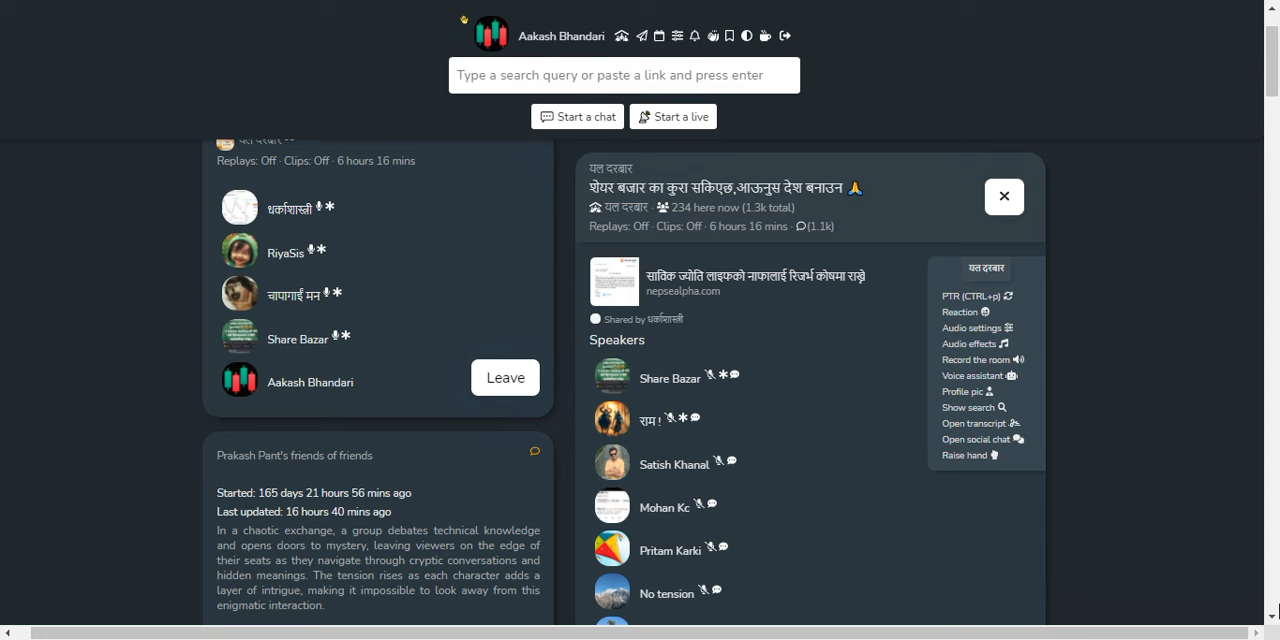 Aakash Bhandari
Type a search query or paste a link and press enter
Start a chat
Start a live
यल दरबार
Replays: Off · Clips: Off · 6 hours 16 mins
धर्काशास्त्री
RiyaSis
चापागाईं मन
Share Bazar
Aakash Bhandari
Leave
Prakash Pant's friends of friends
Started: 165 days 21 hours 56 mins ago
Last updated: 16 hours 40 mins ago
In a chaotic exchange, a group debates technical knowledge
and opens doors to mystery, leaving viewers on the edge of
their seats as they navigate through cryptic conversations and
hidden meanings. The tension rises as each character adds a
layer of intrigue, making it impossible to look away from this
enigmatic interaction.
यल दरबार
शेयर बजार का कुरा सकिएछ,आऊनुस देश बनाउन 🙏
यल दरबार · 234 here now (1.3k total)
Replays: Off · Clips: Off · 6 hours 16 mins · (1.1k)
साविक ज्योति लाइफको नाफालाई रिजर्भ कोषमा राख्ने
nepsealpha.com
Shared by धर्काशास्त्री
Speakers
Share Bazar
राम !
Satish Khanal
Mohan Kc
Pritam Karki
No tension
यल दरबार
PTR (CTRL+p)
Reaction
Audio settings
Audio effects
Record the room
Voice assistant
Profile pic
Show search
Open transcript
Open social chat
Raise hand